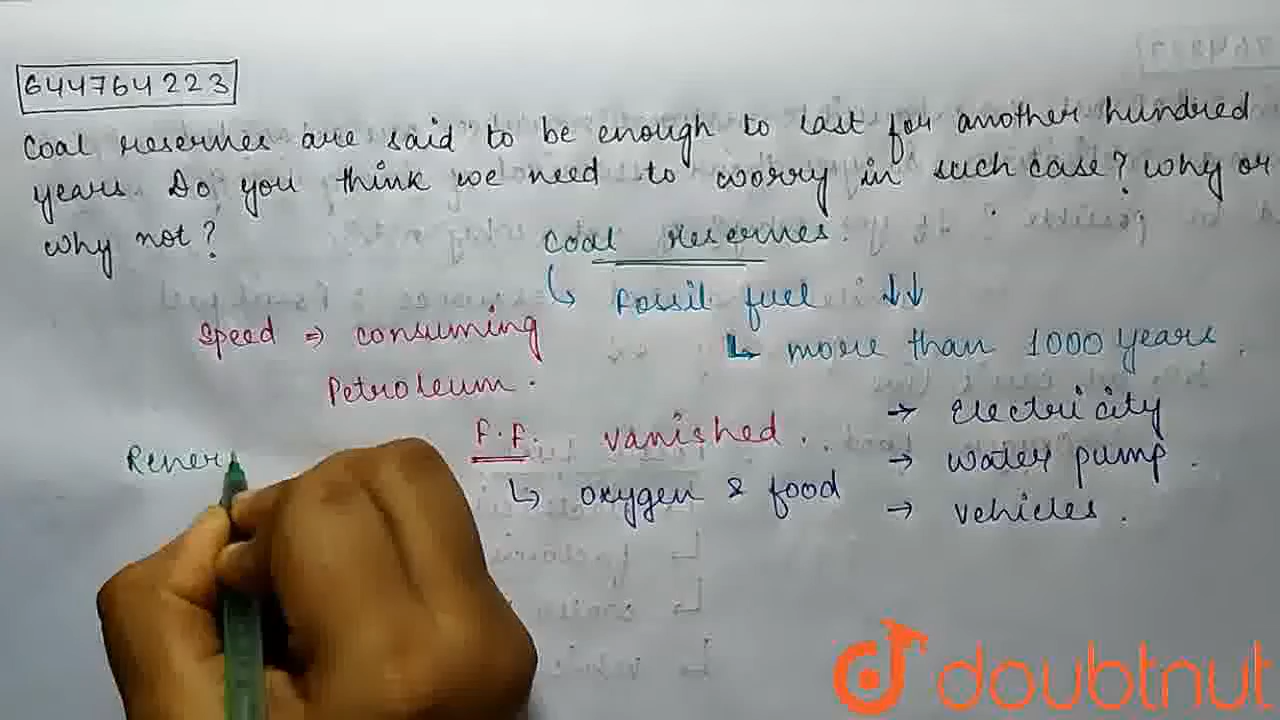 644764223
Coal reserves are said to be enough to last for another hundred
years. Do you think we need to worry in such case? Why or
why not?
Coal reserves.
↳ Fossil fuel ↓↓
Speed ⇒ consuming
↳ more than 1000 years.
Petroleum.
→ Electricity
F.F. vanished.
Rener
→ water pump.
↳ oxygen & food
→ vehicles.
doubtnut